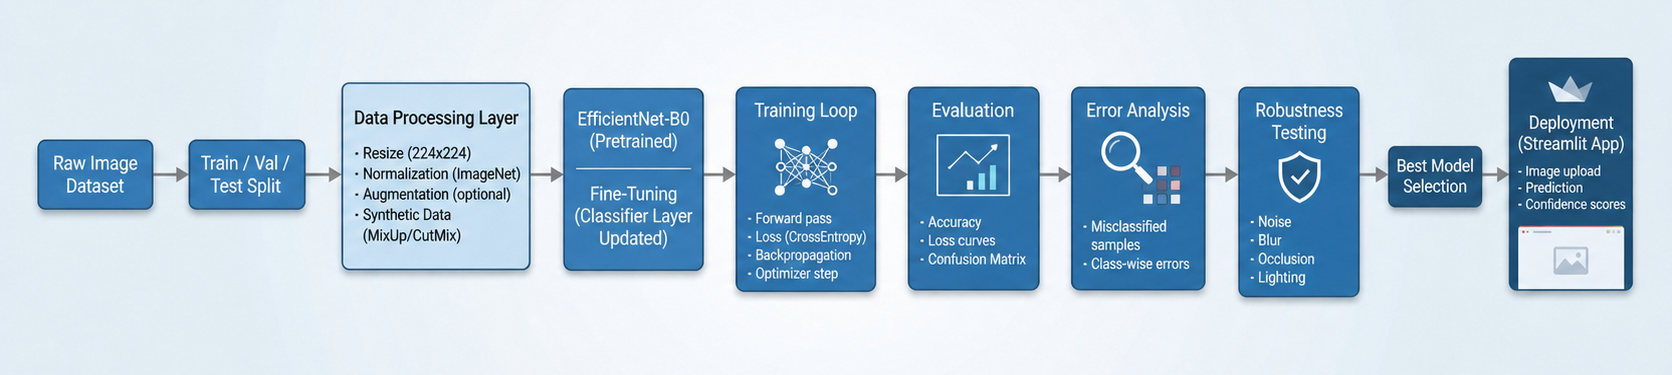 Raw Image
Dataset
Train / Val /
Test Split
Data Processing Layer
· Resize (224x224)
· Normalization (ImageNet)
· Augmentation (optional)
· Synthetic Data
(MixUp/CutMix)
EfficientNet-B0
(Pretrained)
Fine-Tuning
(Classifier Layer
Updated)
Training Loop
- Forward pass
- Loss (CrossEntropy)
- Backpropagation
- Optimizer step
Evaluation
- Accuracy
- Loss curves
- Confusion Matrix
Error Analysis
- Misclassified
samples
- Class-wise errors
Robustness
Testing
- Noise
- Blur
- Occlusion
- Lighting
Best Model
Selection
Deployment
(Streamlit App)
- Image upload
- Prediction
- Confidence scores